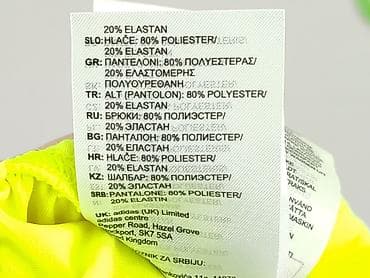 20% ELASTAN
SLO: HLAČE: 80% POLIESTER/
20% ELASTAN
GR: ΠΑΝΤΕΛΟΝΙ: 80% ΠΟΛΥΕΣΤΕΡΑΣ/
20% ΕΛΑΣΤΟΜΕΡΗΣ
ΠΟΛΥΟΥΡΕΘΑΝΗ
TR: ALT (PANTOLON): 80% POLYESTER/
20% ELASTAN
RU: БРЮКИ: 80% ПОЛИЭСТЕР/
20% ЭЛАСТАН
BG: ПАНТАЛОН: 80% ПОЛИЕСТЕР/
20% ЕЛАСТАН
HR: HLAČE: 80% POLIESTER/
20% ELASTAN
KZ: ШАЛБАР: 80% ПОЛИЭСТЕР/
20% ЭЛАСТАН
SRB: PANTALONE: 80% POLIESTER/
20% ELASTIN
UK: adidas (UK) Limited
adidas centre
Pepper Road, Hazel Grove
Stockport, SK7 5SA
Kingdom
ZA SRBIJU: